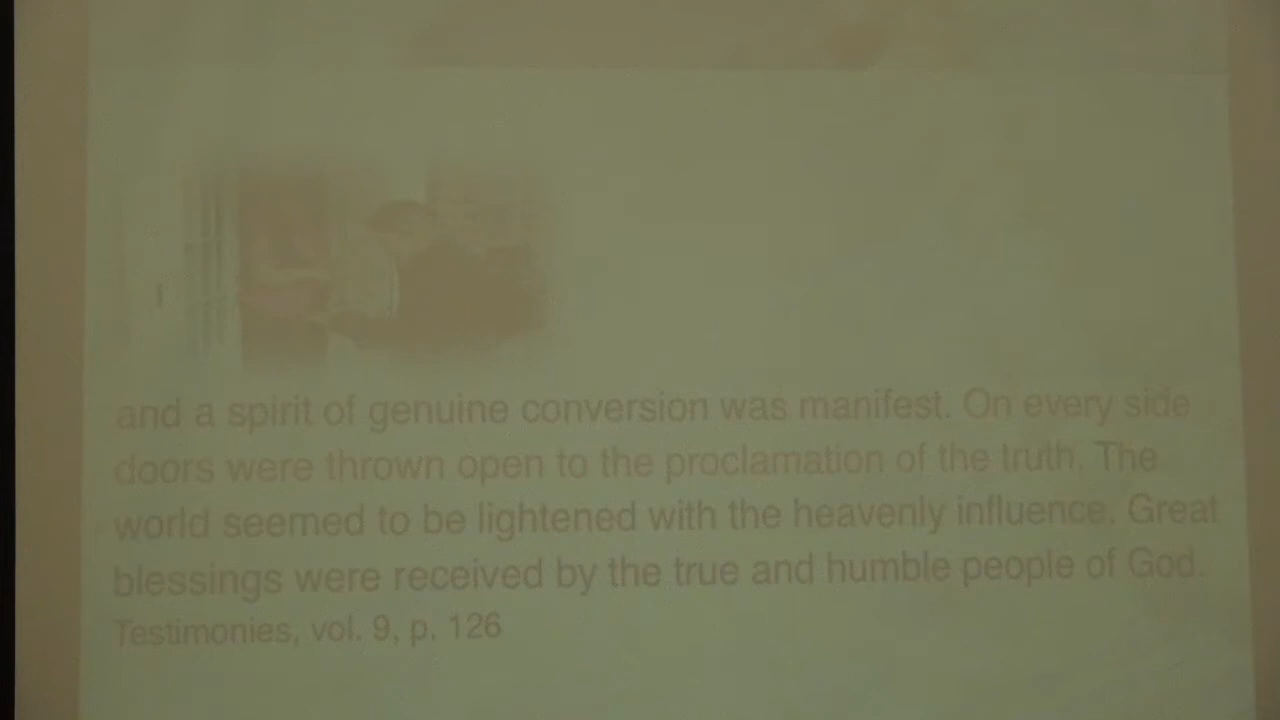 and a spirit of genuine conversion was manifest. On every side
doors were thrown open to the proclamation of the truth. The
world seemed to be lightened with the heavenly influence. Great
blessings were received by the true and humble people of God.
Testimonies, vol. 9, p. 126